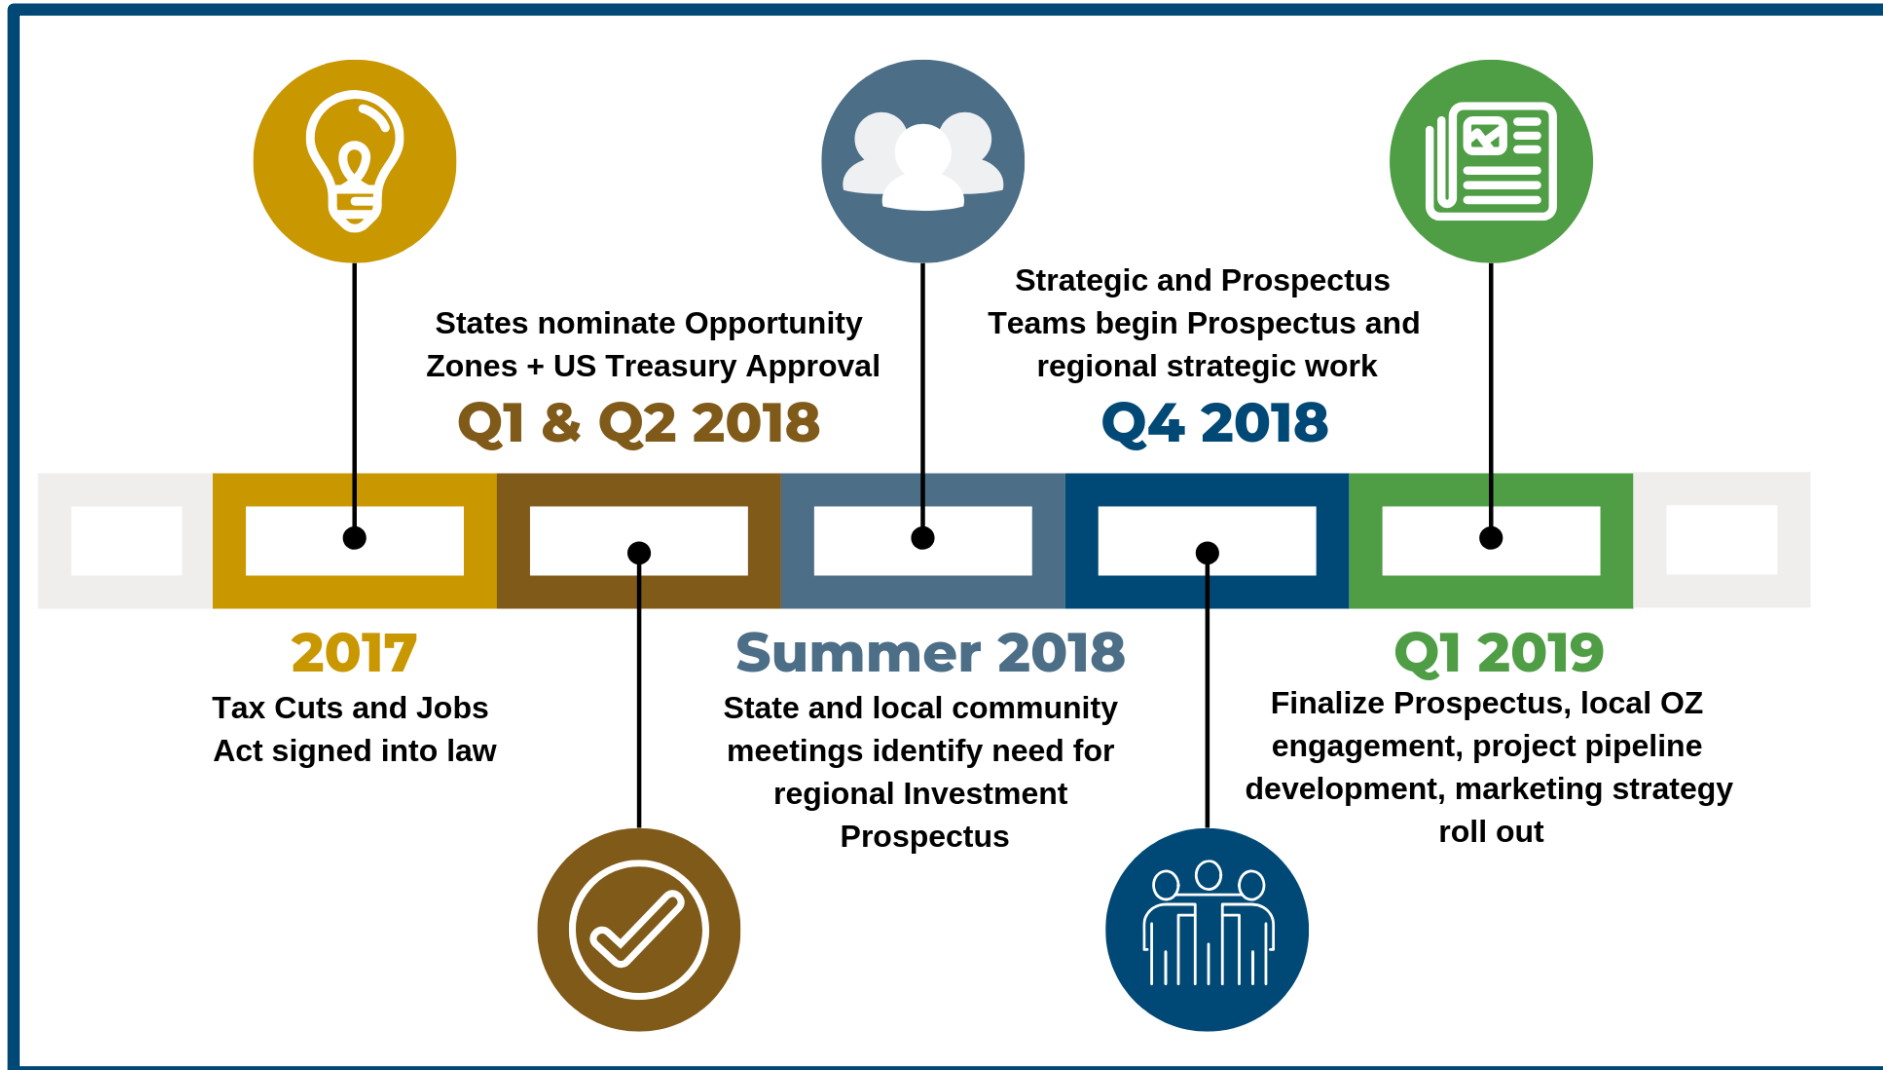 States nominate Opportunity
Zones + US Treasury Approval
Q1 & Q2 2018
Strategic and Prospectus
Teams begin Prospectus and
regional strategic work
Q4 2018
2017
Tax Cuts and Jobs
Act signed into law
Summer 2018
State and local community
meetings identify need for
regional Investment
Prospectus
Q1 2019
Finalize Prospectus, local OZ
engagement, project pipeline
development, marketing strategy
roll out